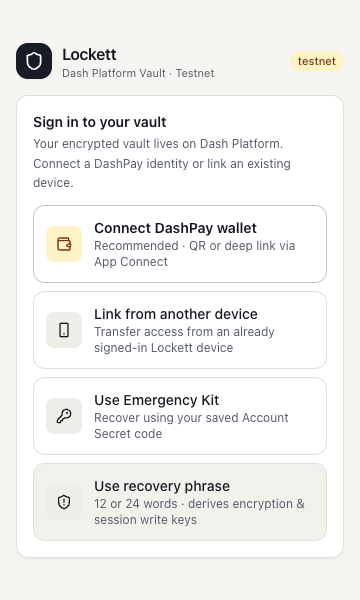 Lockett
Dash Platform Vault · Testnet
testnet
Sign in to your vault
Your encrypted vault lives on Dash Platform.
Connect a DashPay identity or link an existing
device.
Connect DashPay wallet
Recommended · QR or deep link via
App Connect
Link from another device
Transfer access from an already
signed-in Lockett device
Use Emergency Kit
Recover using your saved Account
Secret code
Use recovery phrase
12 or 24 words · derives encryption &
session write keys